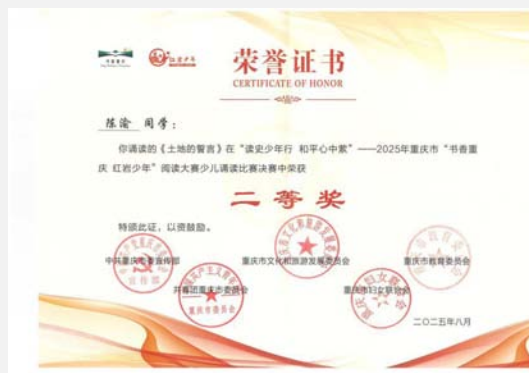 荣誉证书
CERTIFICATE OF HONOR
陈渝 同学：
你诵读的《土地的誓言》在“读史少年行 和平心中萦”——2025年重庆市“书香重
庆 红岩少年”阅读大赛少儿诵读比赛决赛中荣获
二等奖
特颁此证，以资鼓励。
中共重庆市委宣传部 重庆市文化和旅游发展委员会 重庆市教育委员会
共青团重庆市委员会 重庆市妇女联合会
二〇二五年八月